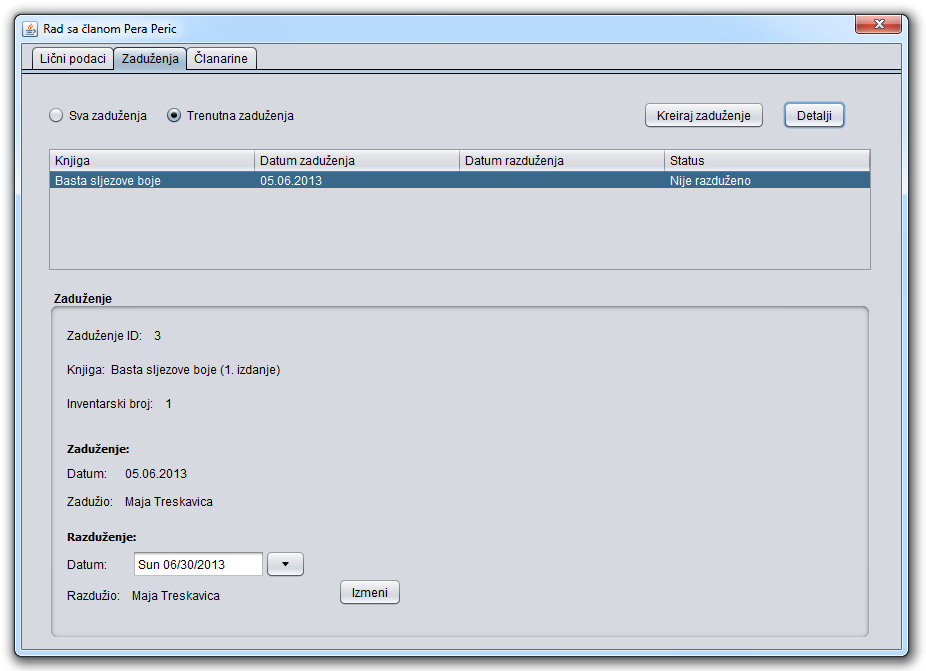 Rad sa članom Pera Peric
Lični podaci Zaduženja Članarine
Sva zaduženja Trenutna zaduženja Kreiraj zaduženje Detalji
Knjiga Datum zaduženja Datum razduženja Status
Basta sljezove boje 05.06.2013 Nije razduženo
Zaduženje
Zaduženje ID: 3
Knjiga: Basta sljezove boje (1. izdanje)
Inventarski broj: 1
Zaduženje:
Datum: 05.06.2013
Zadužio: Maja Treskavica
Razduženje:
Datum: Sun 06/30/2013
Razdužio: Maja Treskavica Izmeni